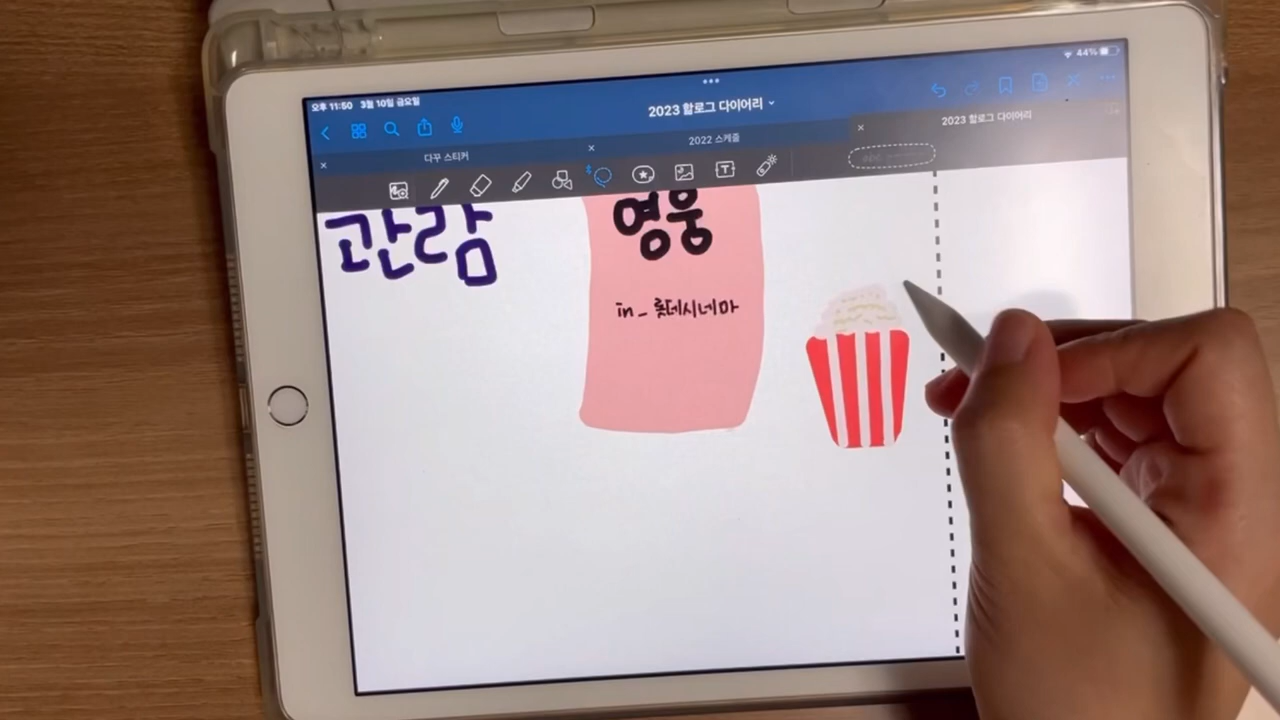 오후 11:50 3월 10일 금요일
44%
2023 할로그 다이어리
다꾸 스티커
2022 스케줄
2023 할로그 다이어리
관람
영웅
in _ 롯데시네마